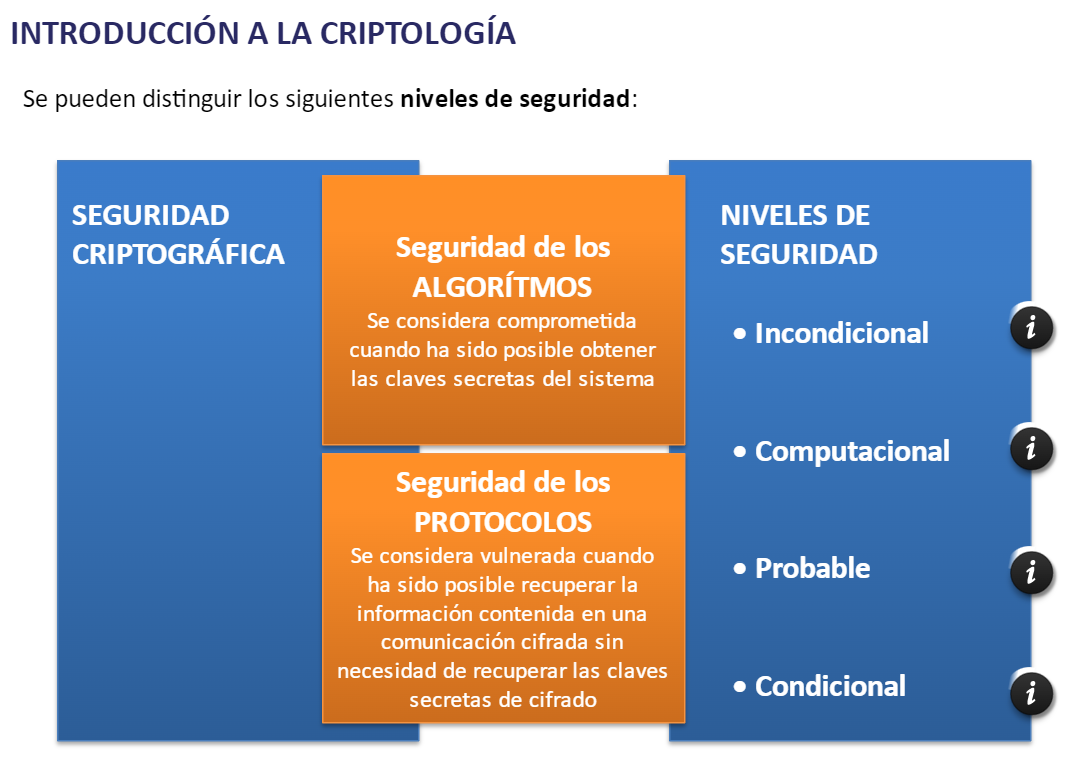 INTRODUCCIÓN A LA CRIPTOLOGÍA
Se pueden distinguir los siguientes niveles de seguridad:
SEGURIDAD
CRIPTOGRÁFICA
Seguridad de los
ALGORÍTMOS
Se considera comprometida
cuando ha sido posible obtener
las claves secretas del sistema
Seguridad de los
PROTOCOLOS
Se considera vulnerada cuando
ha sido posible recuperar la
información contenida en una
comunicación cifrada sin
necesidad de recuperar las claves
secretas de cifrado
NIVELES DE
SEGURIDAD
• Incondicional
i
• Computacional
i
• Probable
i
• Condicional
i